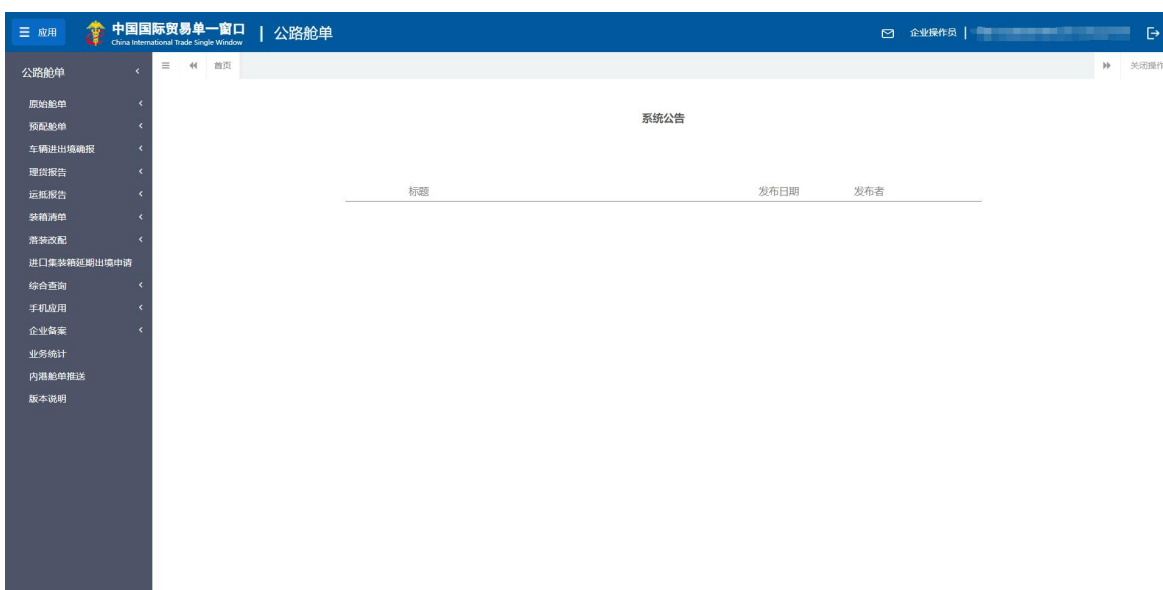 应用
中国国际贸易单一窗口
China International Trade Single Window
公路舱单
企业操作员
公路舱单
首页
关闭操作
原始舱单
预配舱单
车辆进出境确报
理货报告
运抵报告
装箱清单
落装改配
进口集装箱延期出境申请
综合查询
手机应用
企业备案
业务统计
内港舱单推送
版本说明
系统公告
标题 发布日期 发布者